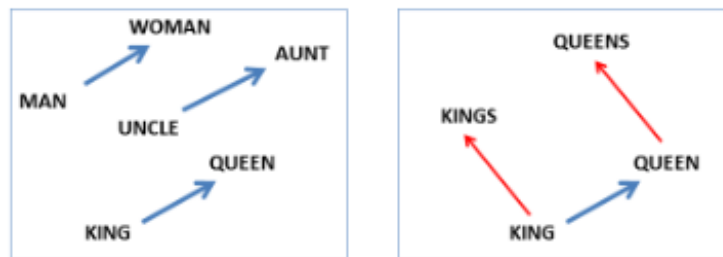 WOMAN
AUNT
MAN
UNCLE
QUEEN
KING
QUEENS
KINGS
QUEEN
KING